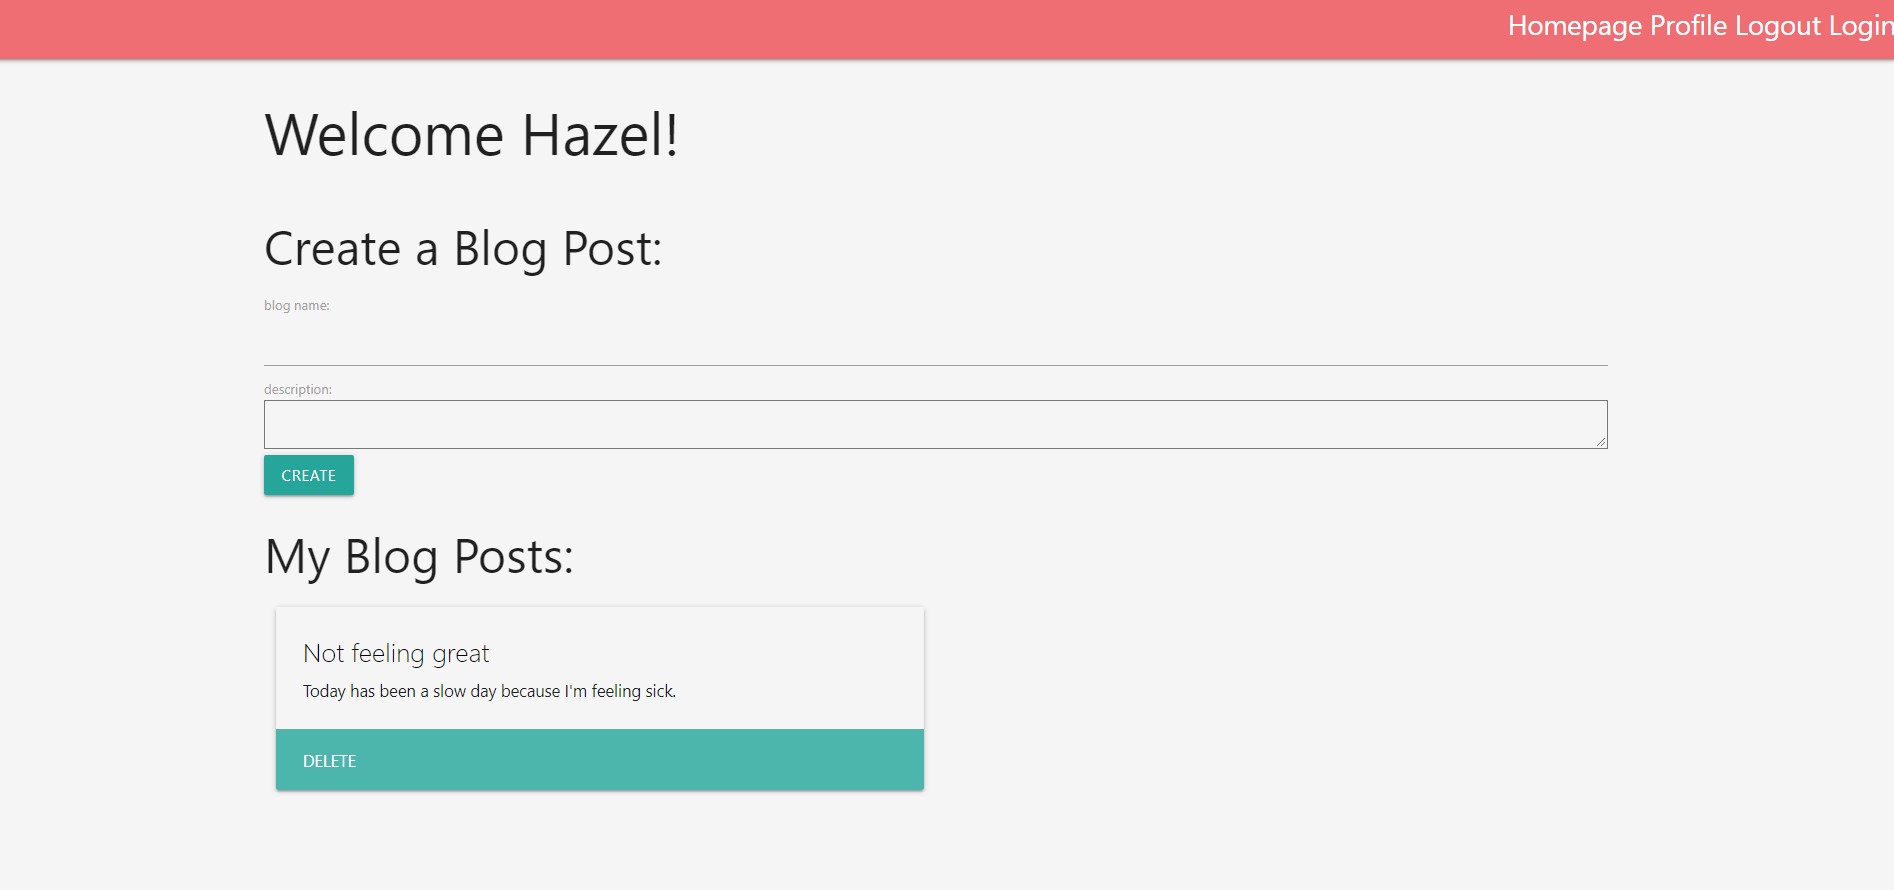 Homepage Profile Logout Login
Welcome Hazel!
Create a Blog Post:
blog name:
description:
CREATE
My Blog Posts:
Not feeling great
Today has been a slow day because I'm feeling sick.
DELETE